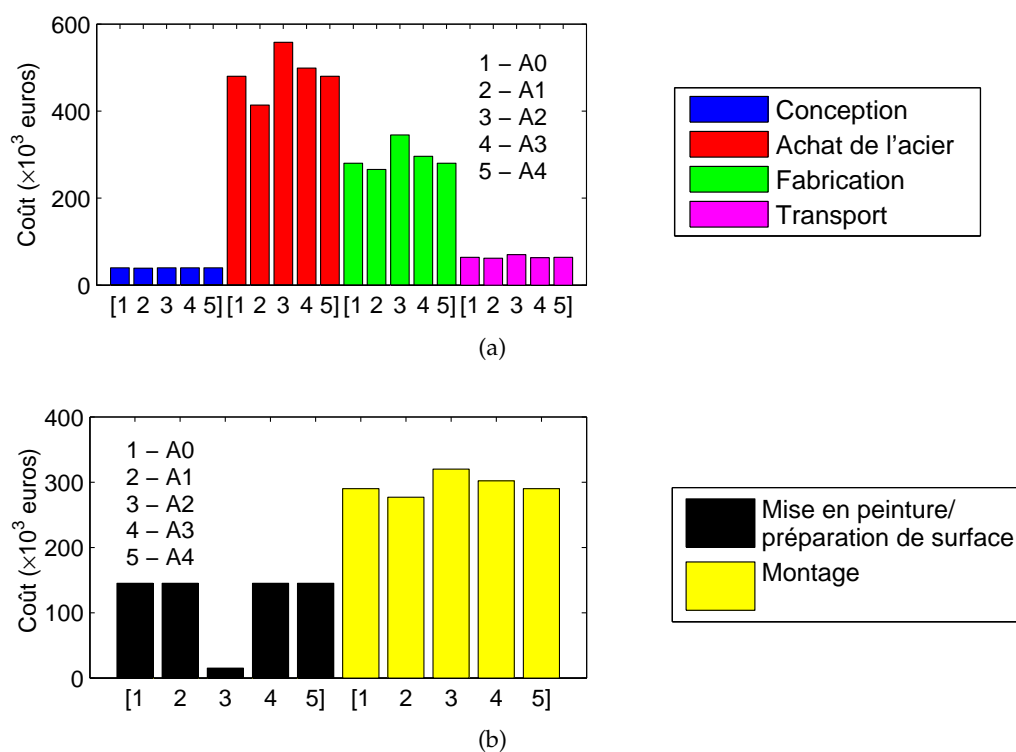 600
400
200
0
Coût (×10³ euros)
1 – A0
2 – A1
3 – A2
4 – A3
5 – A4
[1 2 3 4 5] [1 2 3 4 5] [1 2 3 4 5] [1 2 3 4 5]
Conception
Achat de l'acier
Fabrication
Transport
(a)
400
300
200
100
0
Coût (×10³ euros)
1 – A0
2 – A1
3 – A2
4 – A3
5 – A4
[1 2 3 4 5] [1 2 3 4 5]
Mise en peinture/
préparation de surface
Montage
(b)